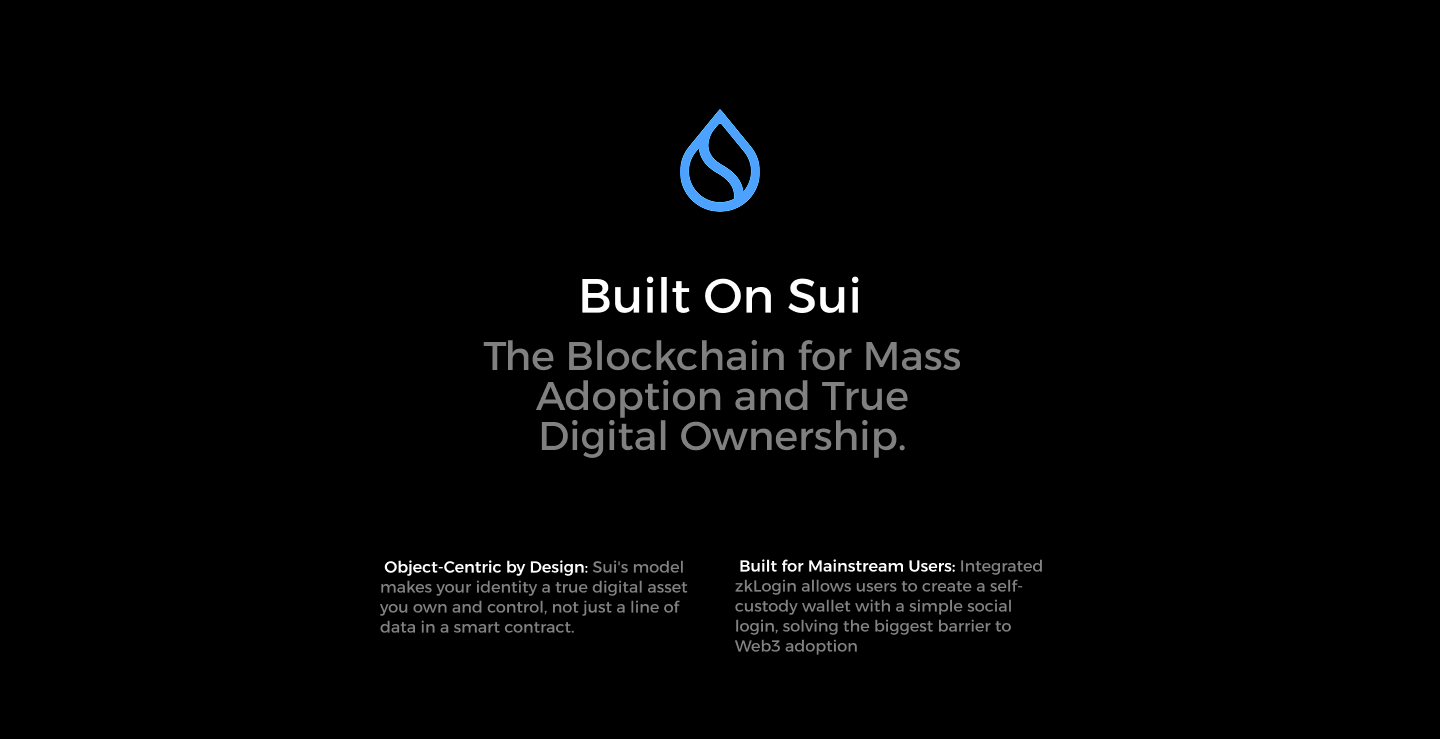 Built On Sui
The Blockchain for Mass
Adoption and True
Digital Ownership.
Object-Centric by Design: Sui's model
makes your identity a true digital asset
you own and control, not just a line of
data in a smart contract.
Built for Mainstream Users: Integrated
zkLogin allows users to create a self-
custody wallet with a simple social
login, solving the biggest barrier to
Web3 adoption